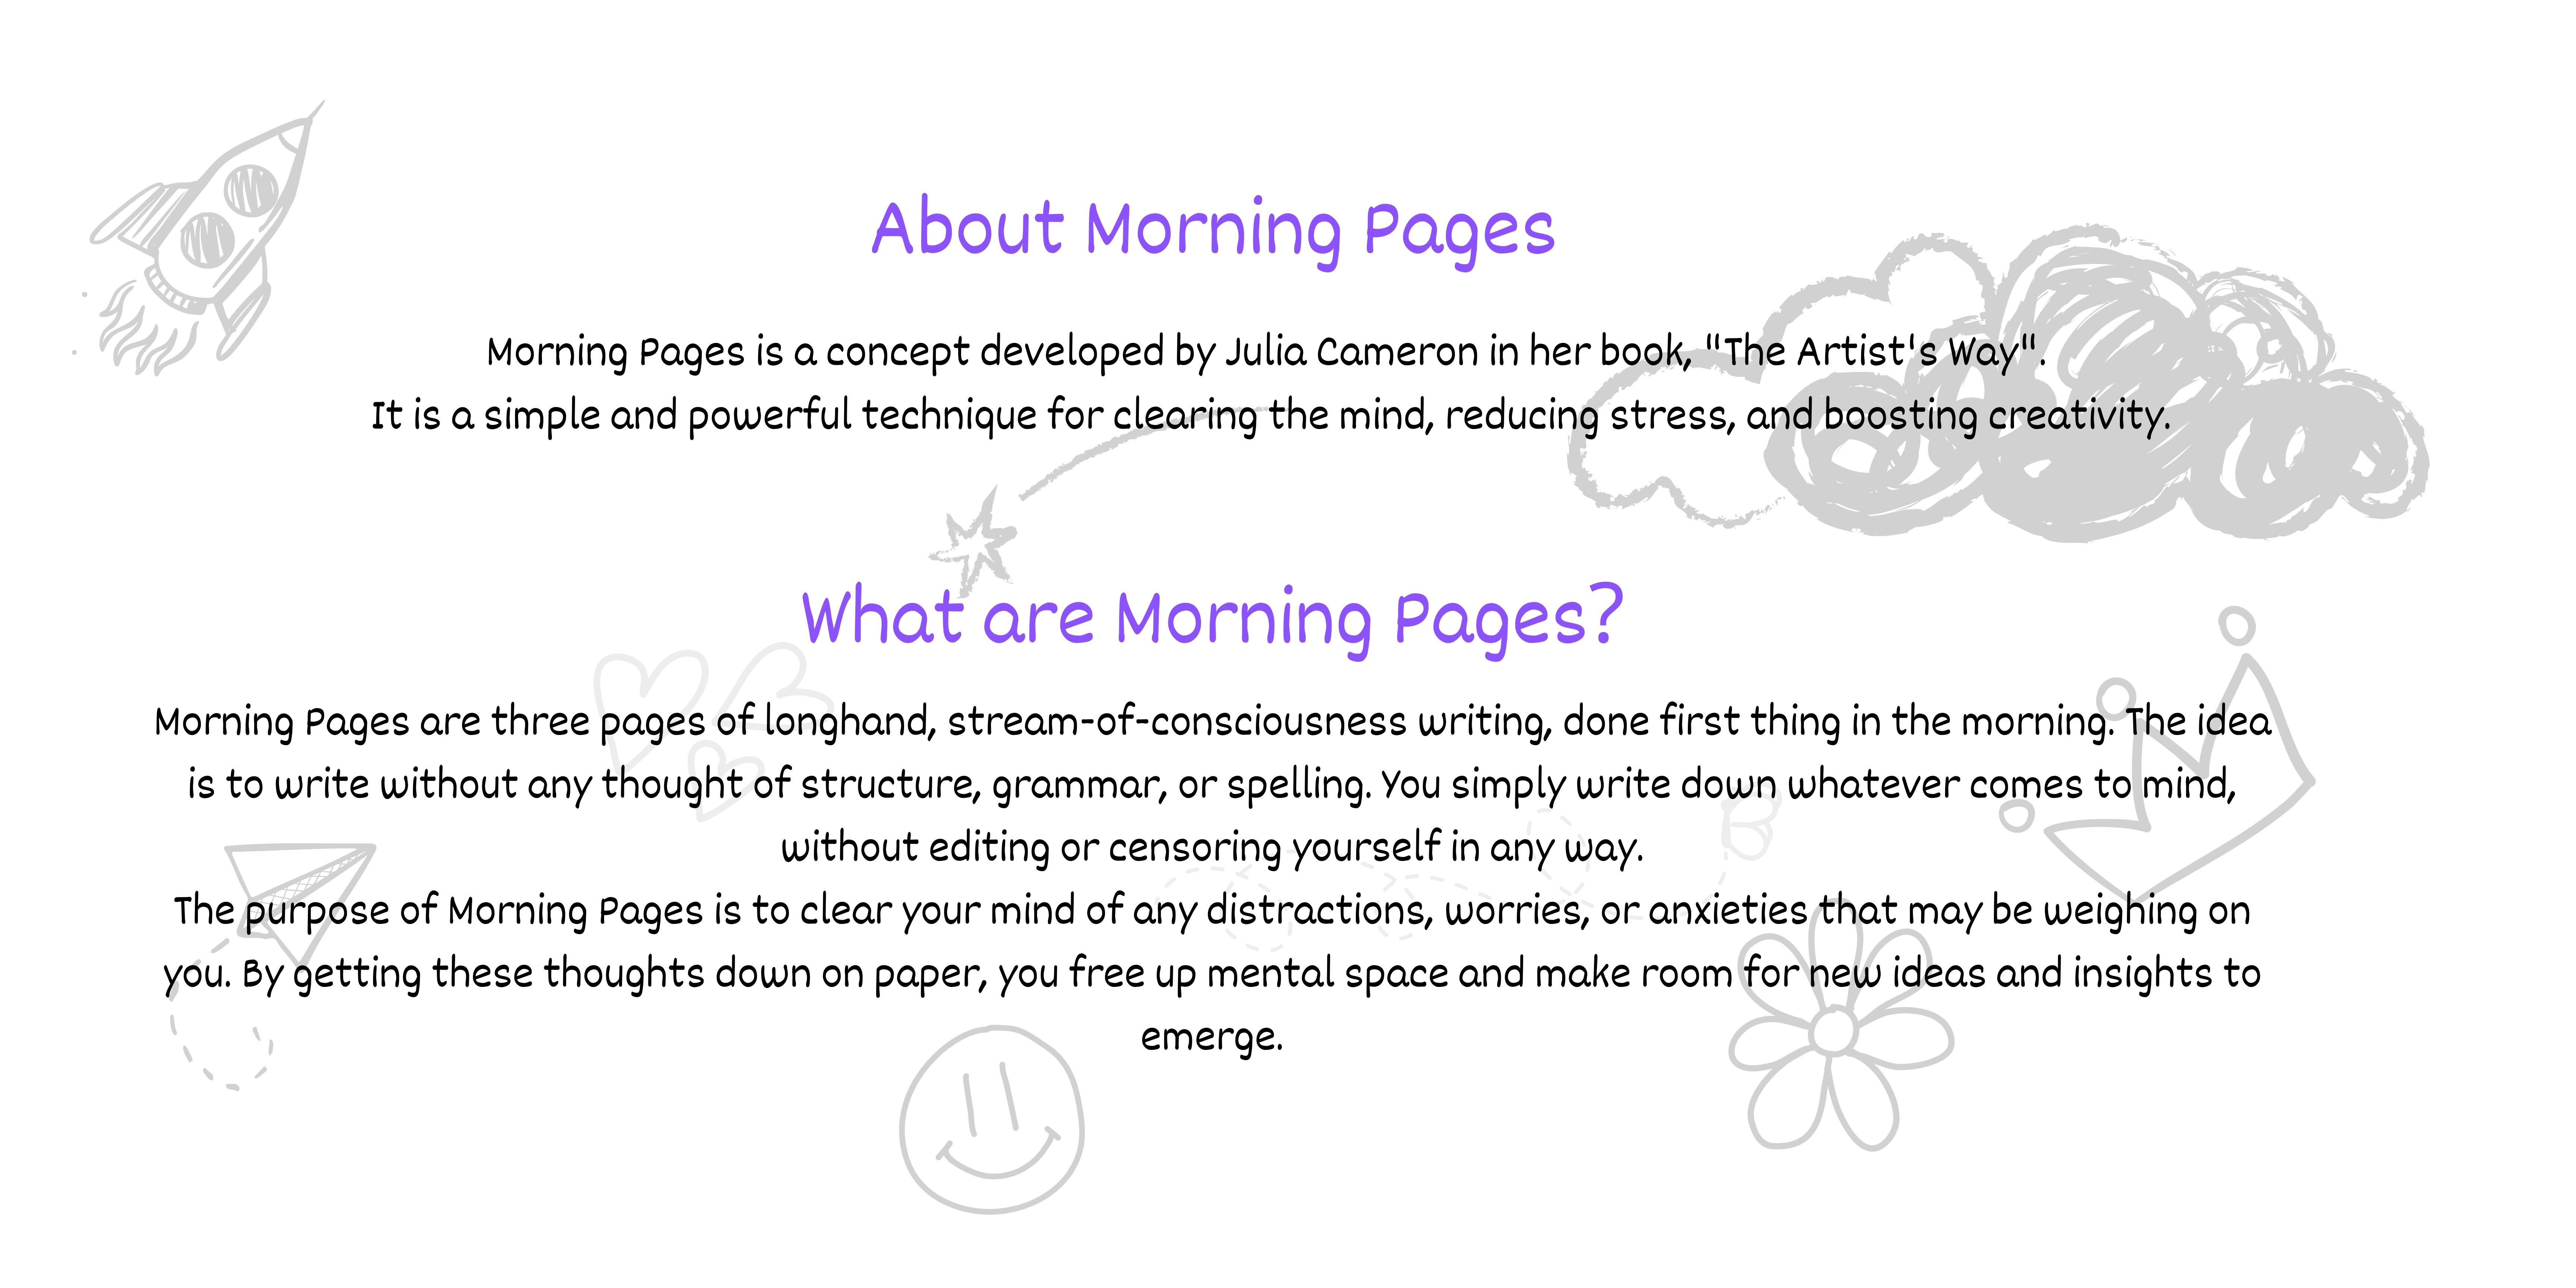 About Morning Pages
Morning Pages is a concept developed by Julia Cameron in her book, "The Artist's Way".
It is a simple and powerful technique for clearing the mind, reducing stress, and boosting creativity.
What are Morning Pages?
Morning Pages are three pages of longhand, stream-of-consciousness writing, done first thing in the morning. The idea
is to write without any thought of structure, grammar, or spelling. You simply write down whatever comes to mind,
without editing or censoring yourself in any way.
The purpose of Morning Pages is to clear your mind of any distractions, worries, or anxieties that may be weighing on
you. By getting these thoughts down on paper, you free up mental space and make room for new ideas and insights to
emerge.